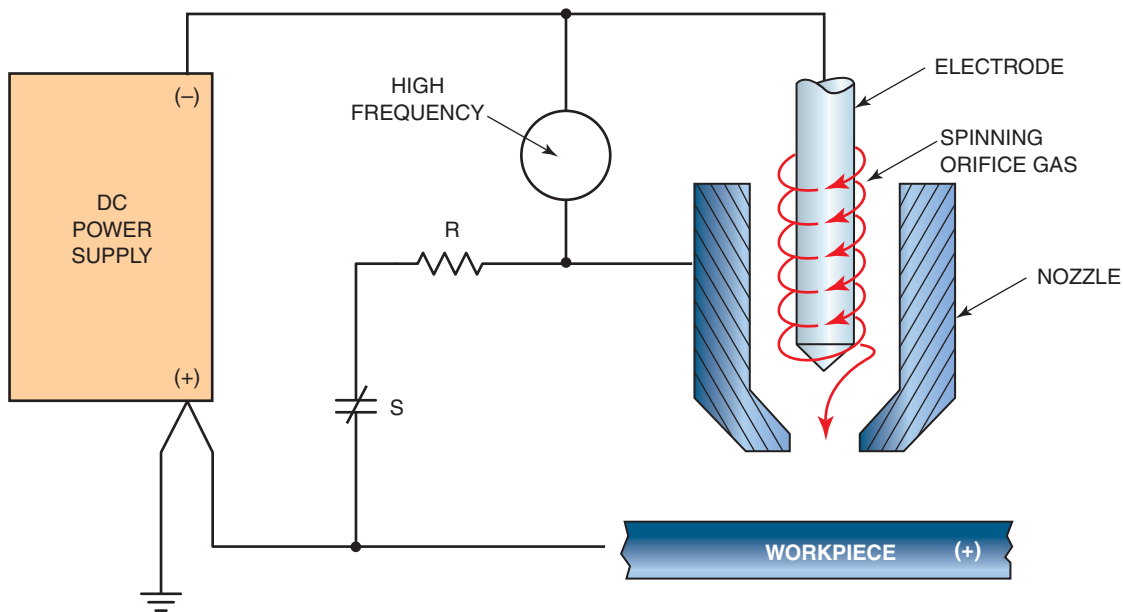 (–)
DC
POWER
SUPPLY
(+)
HIGH
FREQUENCY
R
S
ELECTRODE
SPINNING
ORIFICE GAS
NOZZLE
WORKPIECE (+)